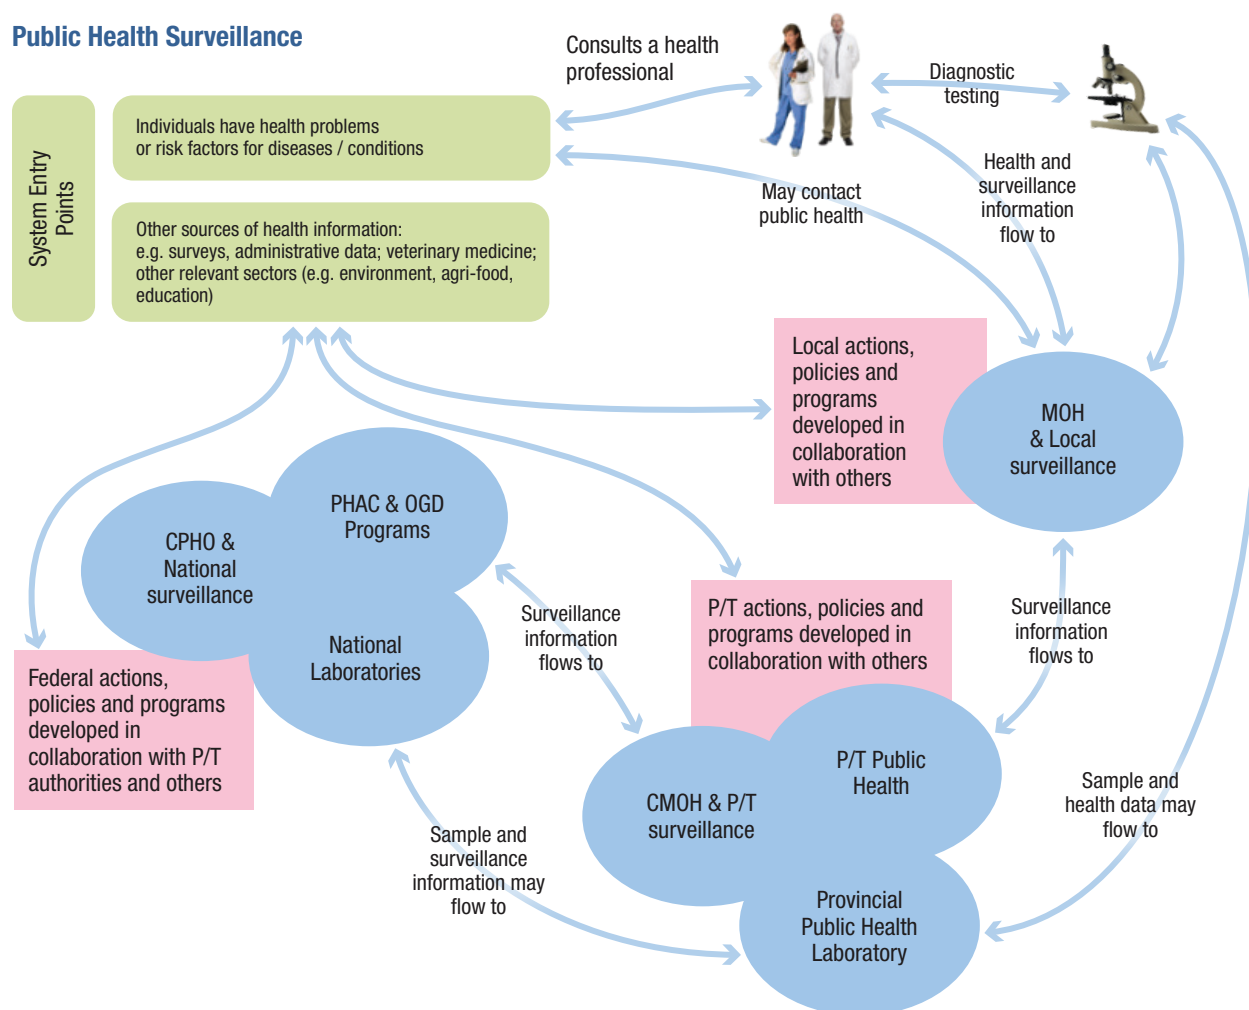 Public Health Surveillance
System Entry
Points
Individuals have health problems
or risk factors for diseases / conditions
Other sources of health information:
e.g. surveys, administrative data; veterinary medicine;
other relevant sectors (e.g. environment, agri-food,
education)
Consults a health
professional
Diagnostic
testing
May contact
public health
Health and
surveillance
information
flow to
Local actions,
policies and
programs
developed in
collaboration
with others
MOH
& Local
surveillance
PHAC & OGD
Programs
CPHO &
National
surveillance
National
Laboratories
Federal actions,
policies and programs
developed in
collaboration with P/T
authorities and others
Surveillance
information
flows to
P/T actions, policies and
programs developed in
collaboration with others
Surveillance
information
flows to
P/T Public
Health
CMOH & P/T
surveillance
Provincial
Public Health
Laboratory
Sample and
surveillance
information may
flow to
Sample and
health data may
flow to